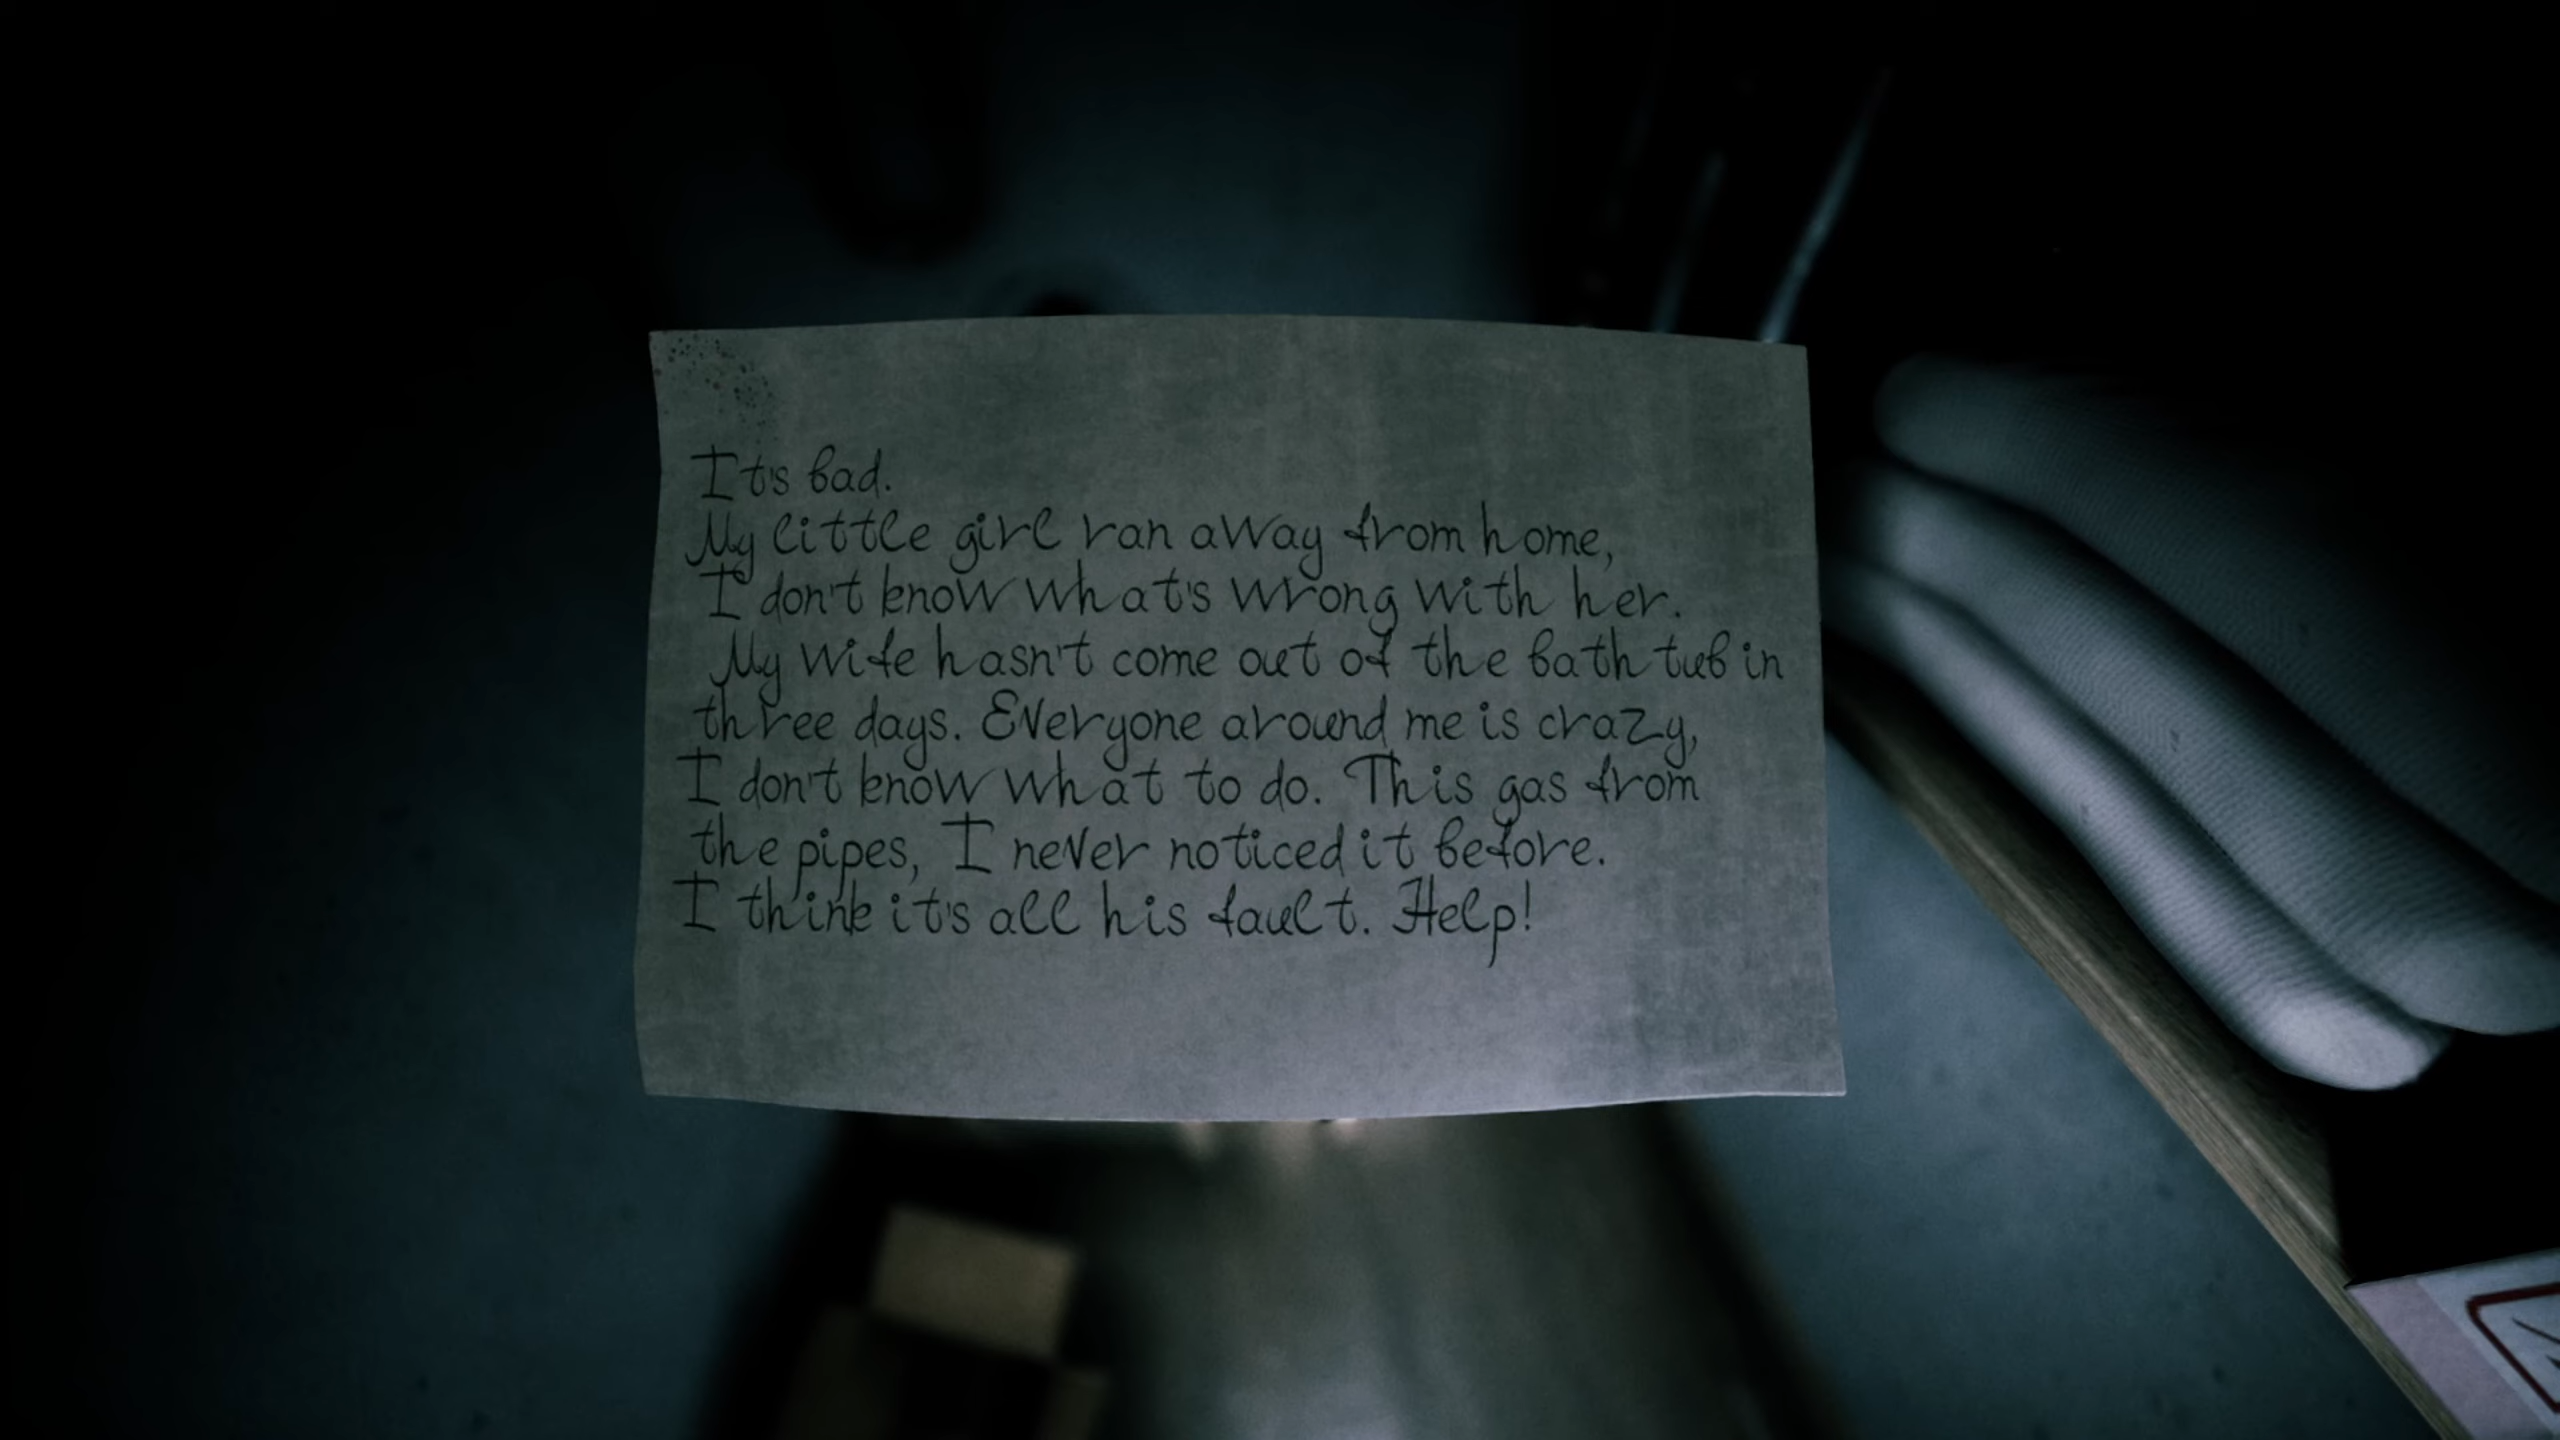 It's bad.
My little girl ran away from home,
I don't know what's wrong with her.
My wife hasn't come out of the bath tub in
three days. Everyone around me is crazy,
I don't know what to do. This gas from
the pipes, I never noticed it before.
I think it's all his fault. Help!